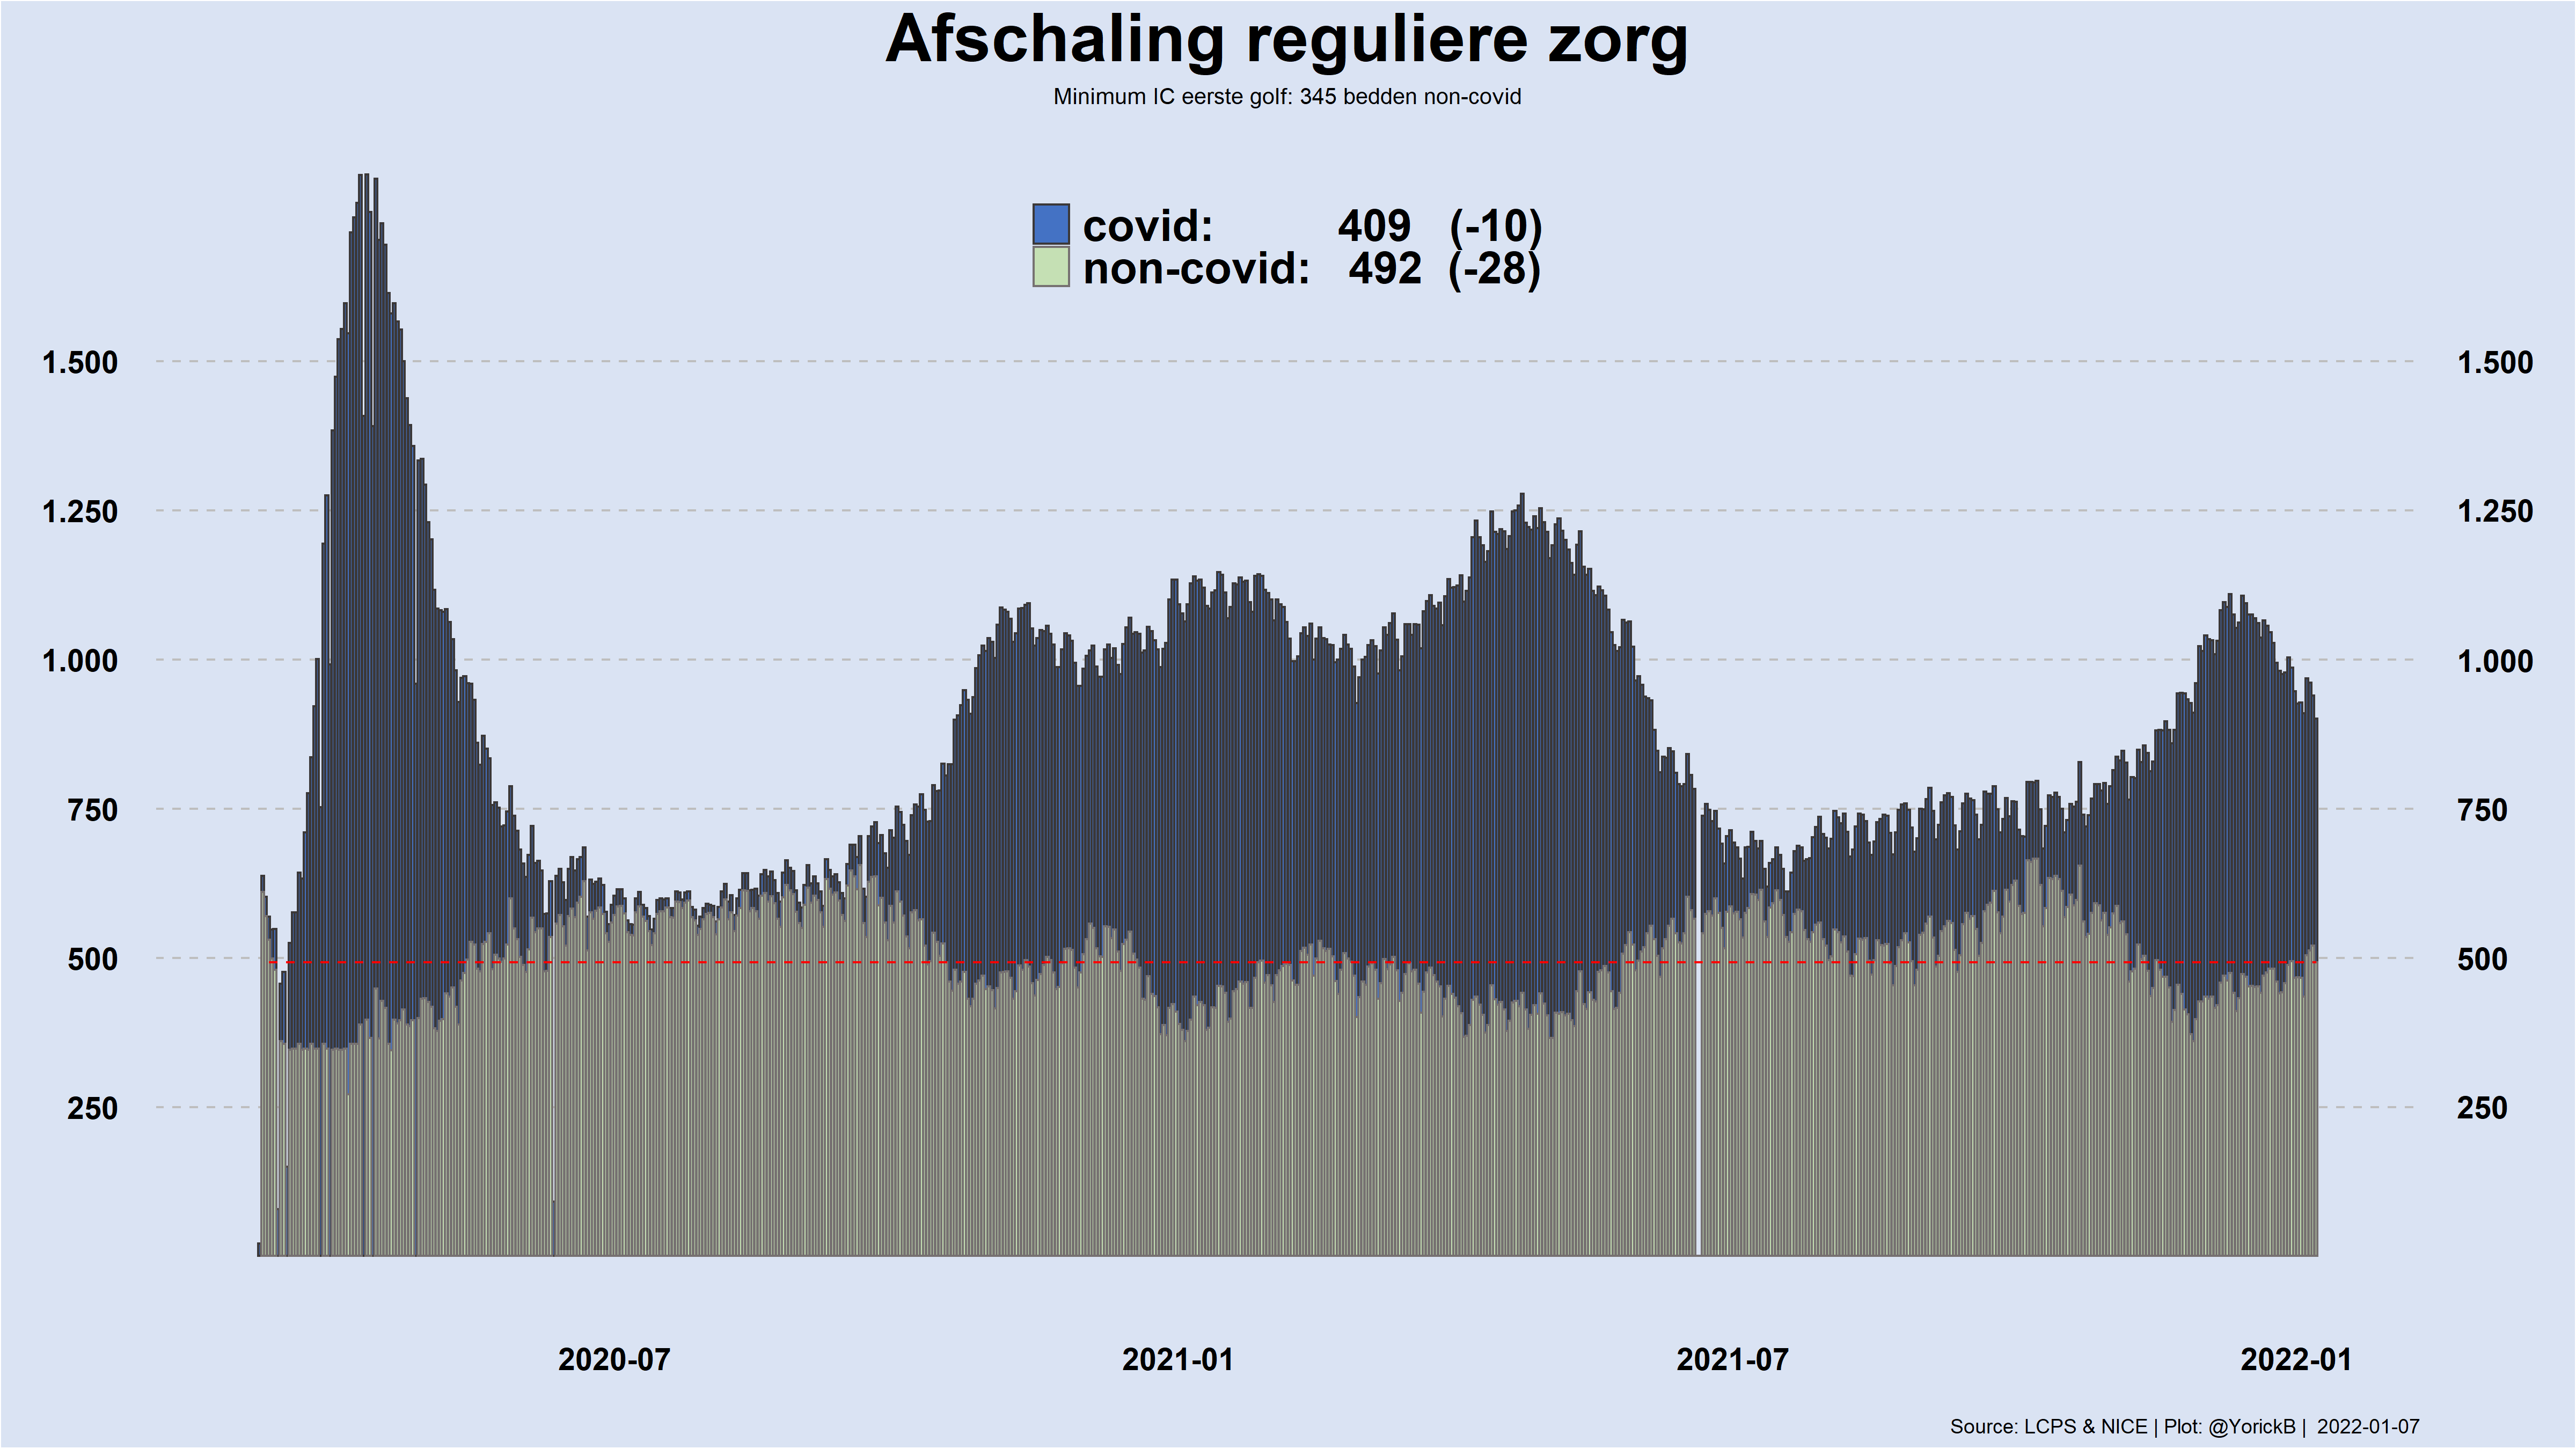 Afschaling reguliere zorg
Minimum IC eerste golf: 345 bedden non-covid
covid: 409 (-10)
non-covid: 492 (-28)
1.500 1.500
1.250 1.250
1.000 1.000
750 750
500 500
250 250
2020-07 2021-01 2021-07 2022-01
Source: LCPS & NICE | Plot: @YorickB | 2022-01-07